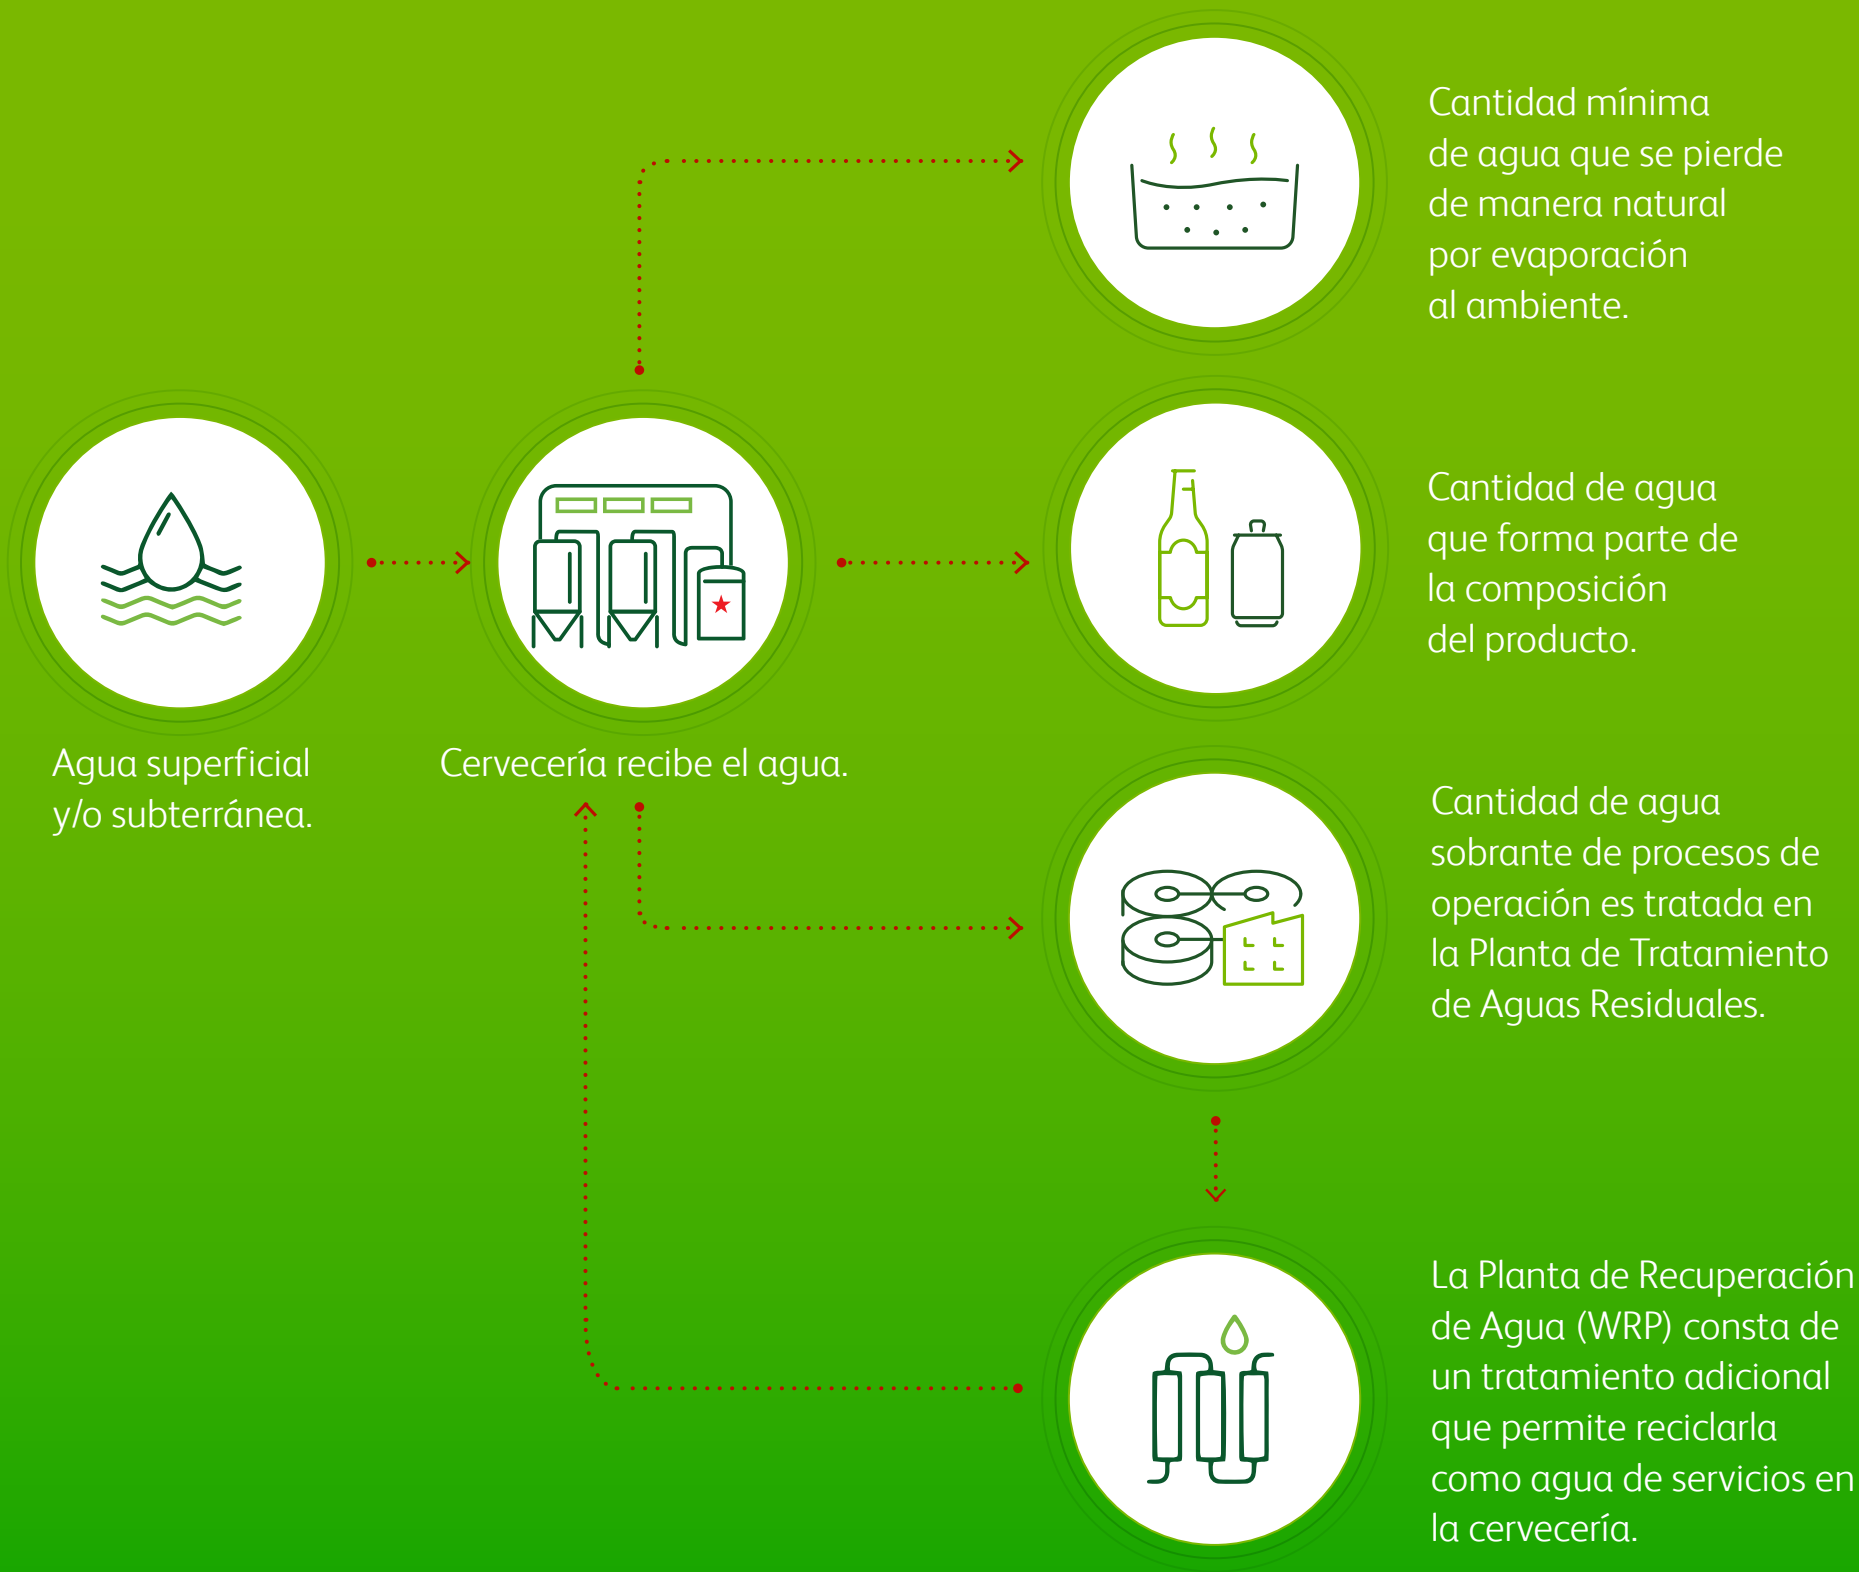 Cantidad mínima
de agua que se pierde
de manera natural
por evaporación
al ambiente.
Cantidad de agua
que forma parte de
la composición
del producto.
Agua superficial
y/o subterránea.
Cervecería recibe el agua.
Cantidad de agua
sobrante de procesos de
operación es tratada en
la Planta de Tratamiento
de Aguas Residuales.
La Planta de Recuperación
de Agua (WRP) consta de
un tratamiento adicional
que permite reciclarla
como agua de servicios en
la cervecería.